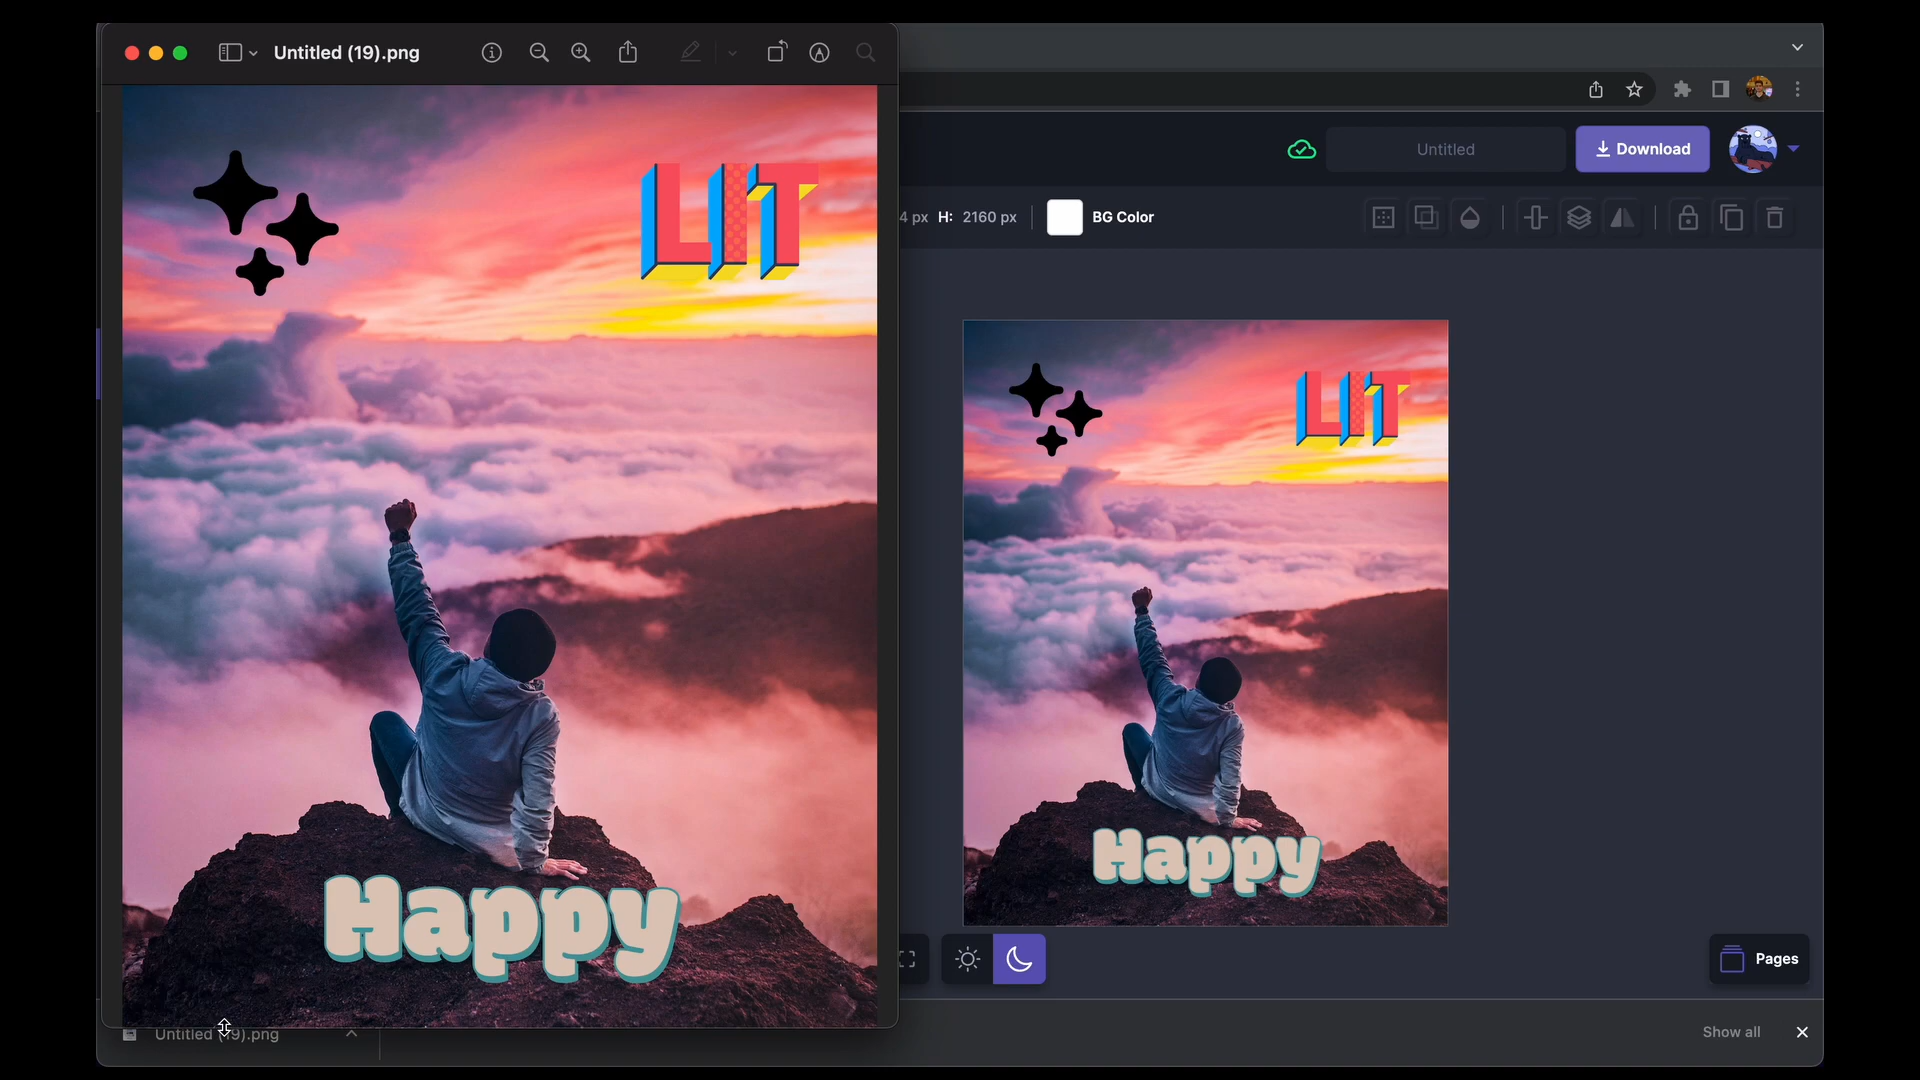 Untitled (19).png
LIT
Happy
Untitled (19).png
Untitled
Download
4 px H: 2160 px
BG Color
LIT
Happy
Pages
Show all